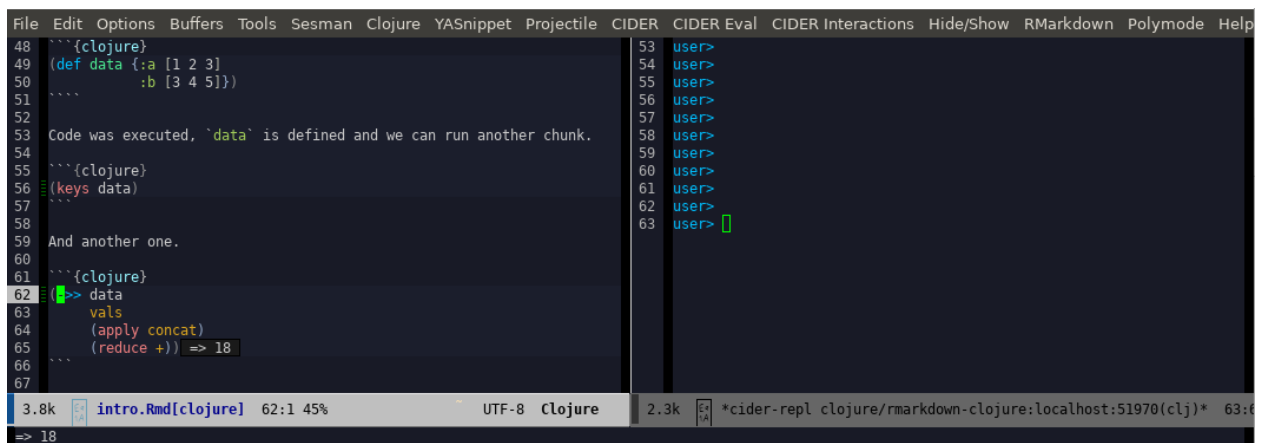 File Edit Options Buffers Tools Sesman Clojure YASnippet Projectile CIDER CIDER Eval CIDER Interactions Hide/Show RMarkdown Polymode Help
48 ```{clojure}
49 (def data {:a [1 2 3]
50 :b [3 4 5]})
51 ````
52
53 Code was executed, `data` is defined and we can run another chunk.
54
55 ```{clojure}
56 (keys data)
57 ```
58
59 And another one.
60
61 ```{clojure}
62 (->> data
63 vals
64 (apply concat)
65 (reduce +)) => 18
66 ```
67
3.8k intro.Rmd[clojure] 62:1 45% UTF-8 Clojure
=> 18
53 user>
54 user>
55 user>
56 user>
57 user>
58 user>
59 user>
60 user>
61 user>
62 user>
63 user>
2.3k *cider-repl clojure/rmarkdown-clojure:localhost:51970(clj)* 63:6